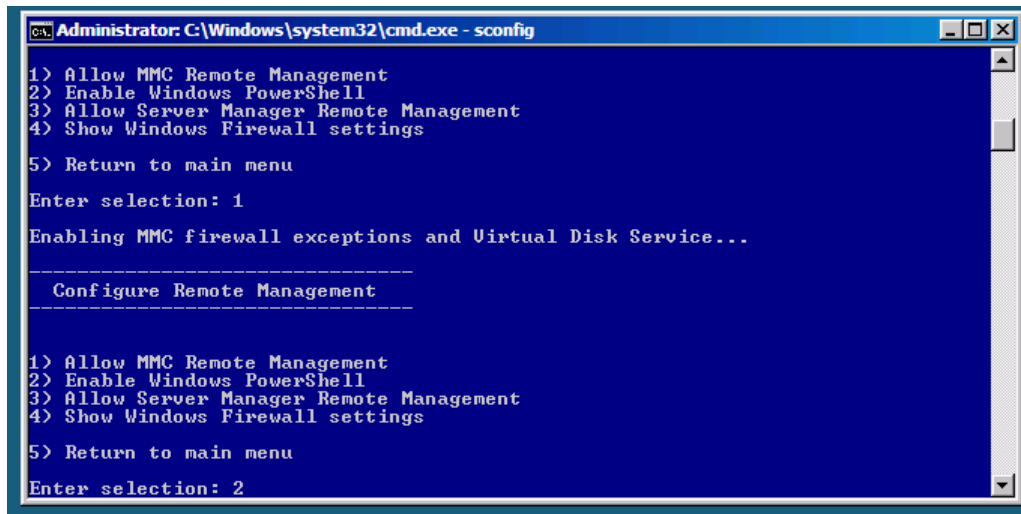 Administrator: C:\Windows\system32\cmd.exe - sconfig
1) Allow MMC Remote Management
2) Enable Windows PowerShell
3) Allow Server Manager Remote Management
4) Show Windows Firewall settings
5) Return to main menu
Enter selection: 1
Enabling MMC firewall exceptions and Virtual Disk Service...
--------------------------------
Configure Remote Management
--------------------------------
1) Allow MMC Remote Management
2) Enable Windows PowerShell
3) Allow Server Manager Remote Management
4) Show Windows Firewall settings
5) Return to main menu
Enter selection: 2